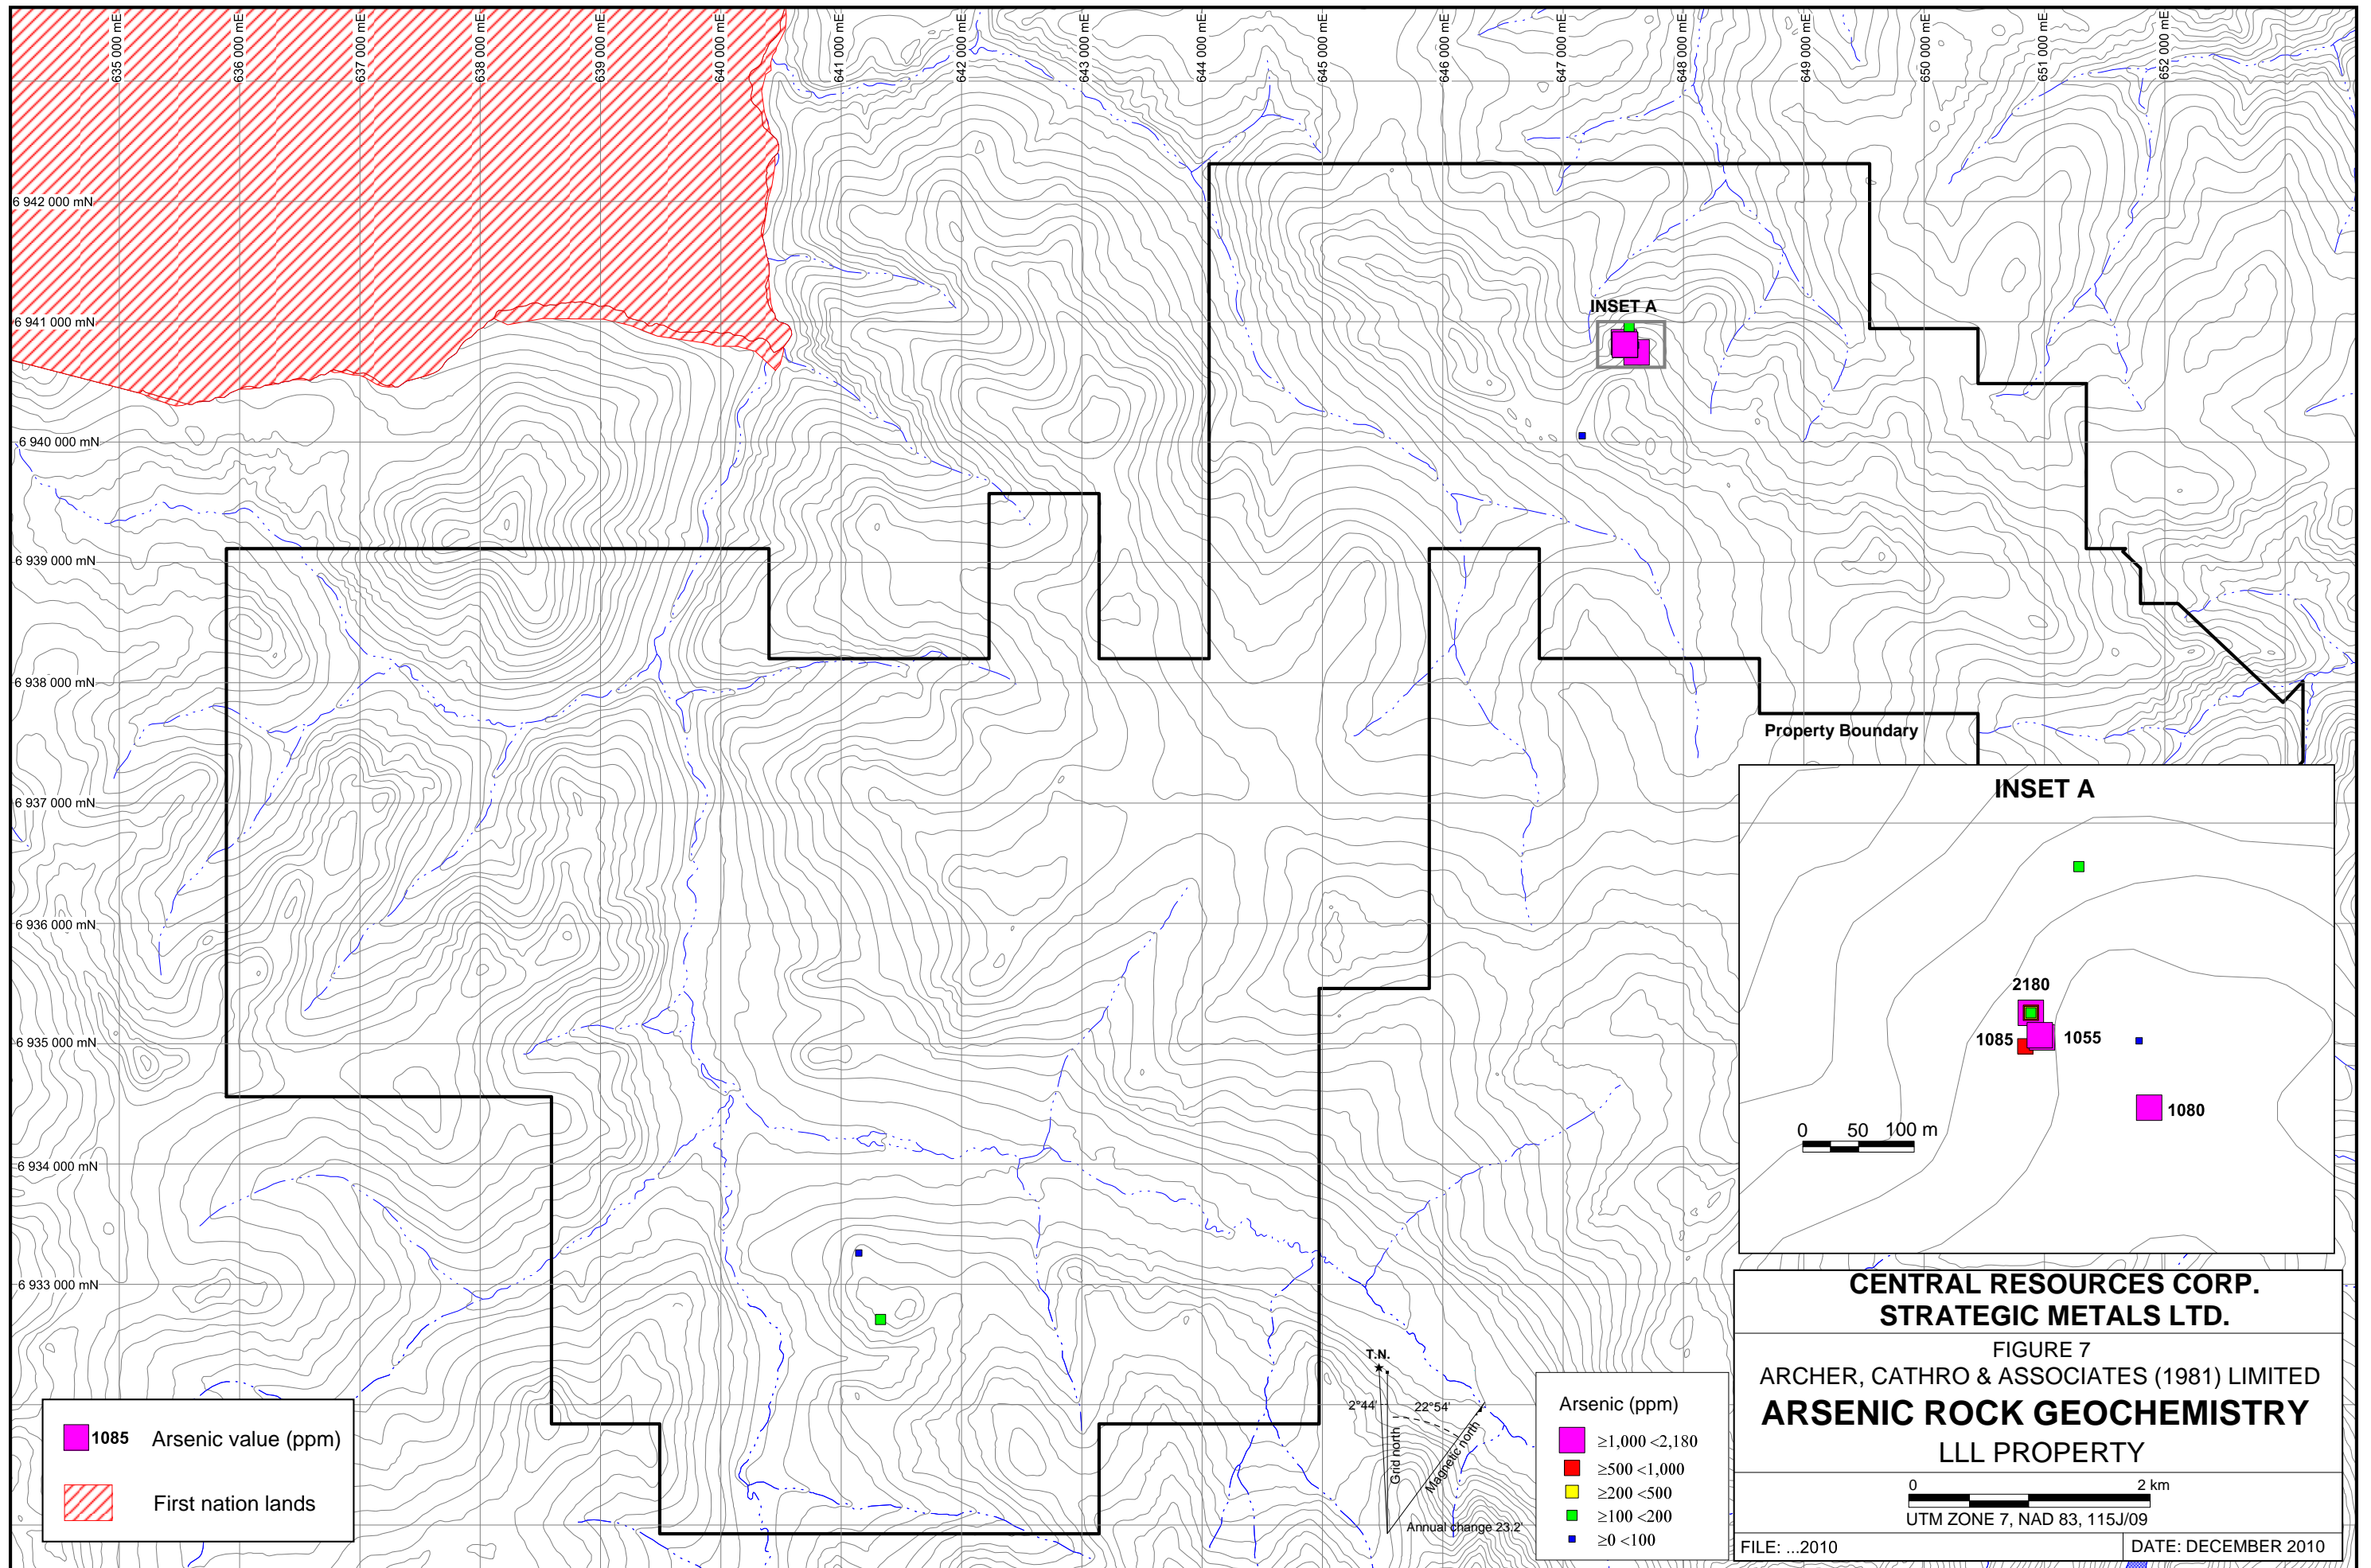 635 000 mE
636 000 mE
637 000 mE
638 000 mE
639 000 mE
640 000 mE
641 000 mE
642 000 mE
643 000 mE
644 000 mE
645 000 mE
646 000 mE
647 000 mE
648 000 mE
649 000 mE
650 000 mE
651 000 mE
652 000 mE
6 942 000 mN
6 941 000 mN
6 940 000 mN
6 939 000 mN
6 938 000 mN
6 937 000 mN
6 936 000 mN
6 935 000 mN
6 934 000 mN
6 933 000 mN
INSET A
Property Boundary
INSET A
2180
1085
1055
1080
0 50 100 m
1085 Arsenic value (ppm)
First nation lands
T.N.
2°44'
22°54'
Grid north
Magnetic north
Annual change 23.2'
Arsenic (ppm)
≥1,000 <2,180
≥500 <1,000
≥200 <500
≥100 <200
≥0 <100
CENTRAL RESOURCES CORP.
STRATEGIC METALS LTD.
FIGURE 7
ARCHER, CATHRO & ASSOCIATES (1981) LIMITED
ARSENIC ROCK GEOCHEMISTRY
LLL PROPERTY
0 2 km
UTM ZONE 7, NAD 83, 115J/09
FILE: ...2010
DATE: DECEMBER 2010